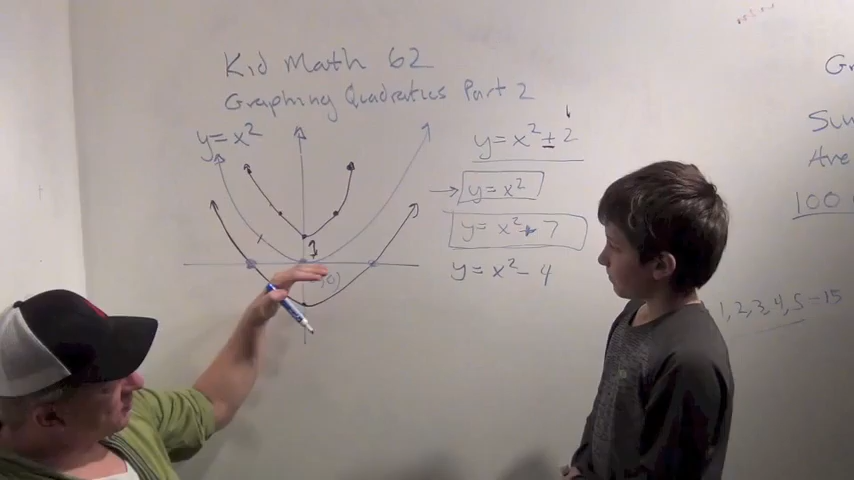 Kid Math 62
Graphing Quadratics Part 2
y=x²
y=x²±2
y=x²
y=x²+7
y=x²-4
Are
100
1,2,3,4,5=15